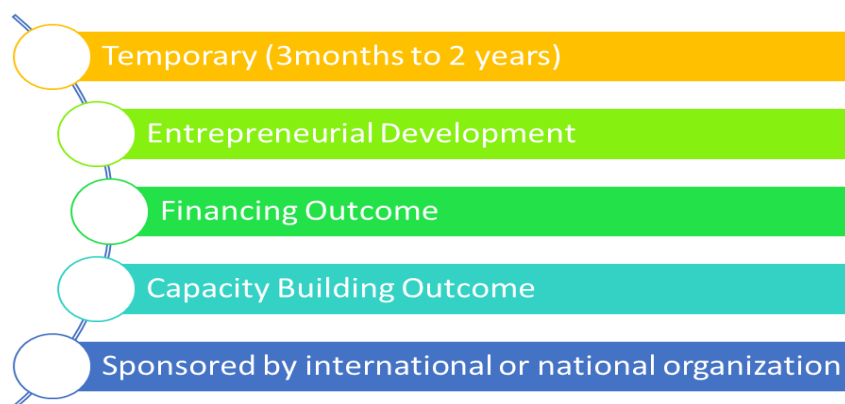 Temporary (3months to 2 years)
Entrepreneurial Development
Financing Outcome
Capacity Building Outcome
Sponsored by international or national organization